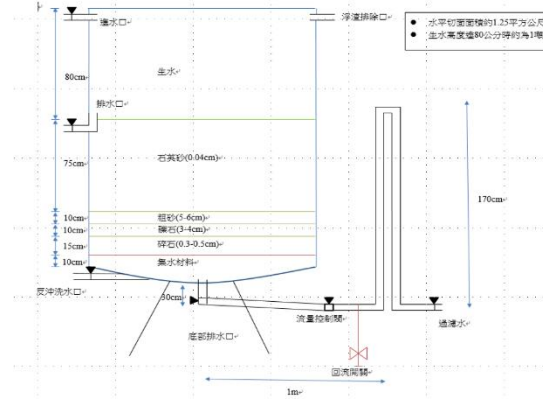 進水口
浮渣排除口
● 水平切面面積約1.25平方公尺
● 生水高度達80公分時約為1噸
80cm
生水
排水口
75cm
石英砂(0.04cm)
170cm
10cm
粗砂(5-6cm)
10cm
礫石(3-4cm)
15cm
碎石(0.3-0.5cm)
10cm
集水材料
反沖洗水口
30cm
底部排水口
流量控制閥
過濾水
回流開關
1m